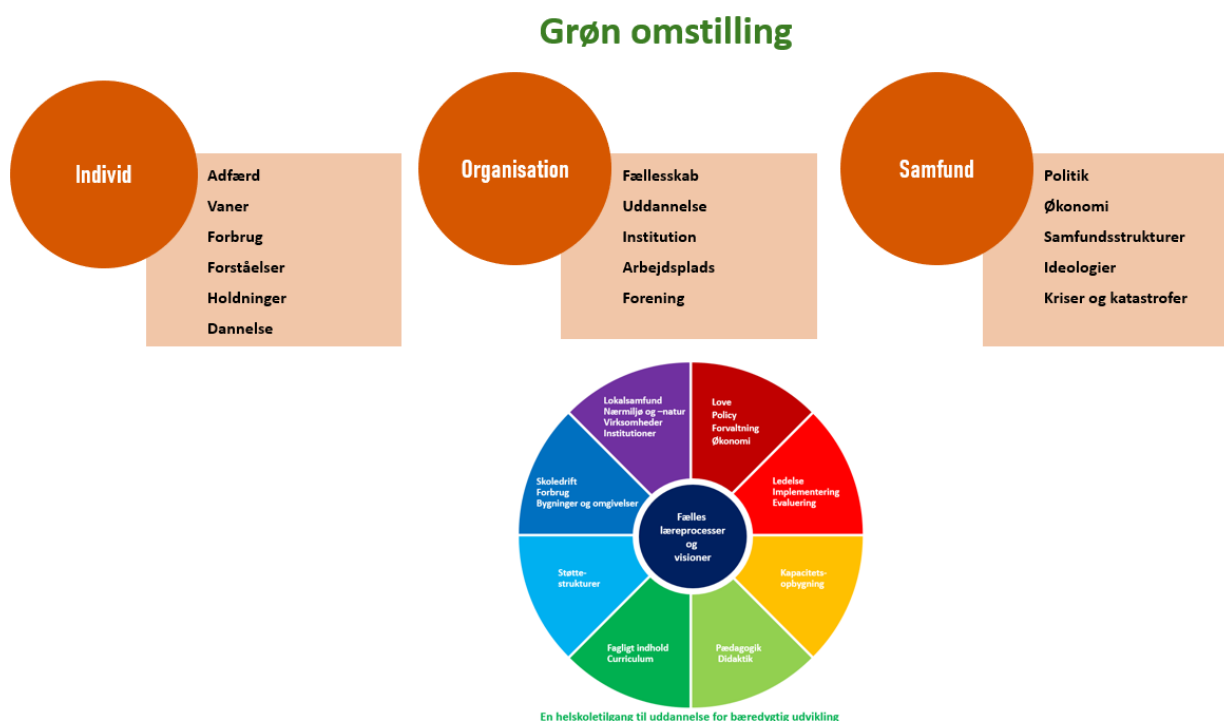 Grøn omstilling
Individ
Adfærd
Vaner
Forbrug
Forståelser
Holdninger
Dannelse
Organisation
Fællesskab
Uddannelse
Institution
Arbejdsplads
Forening
Samfund
Politik
Økonomi
Samfundsstrukturer
Ideologier
Kriser og katastrofer
Lokalsamfund
Nærmiljø og –natur
Virksomheder
Institutioner
Love
Policy
Forvaltning
Økonomi
Skoledrift
Forbrug
Bygninger og omgivelser
Ledelse
Implementering
Evaluering
Fælles
læreprocesser
og
visioner
Støtte-
strukturer
Kapacitets-
opbygning
Fagligt indhold
Curriculum
Pædagogik
Didaktik
En helskoletilgang til uddannelse for bæredygtig udvikling